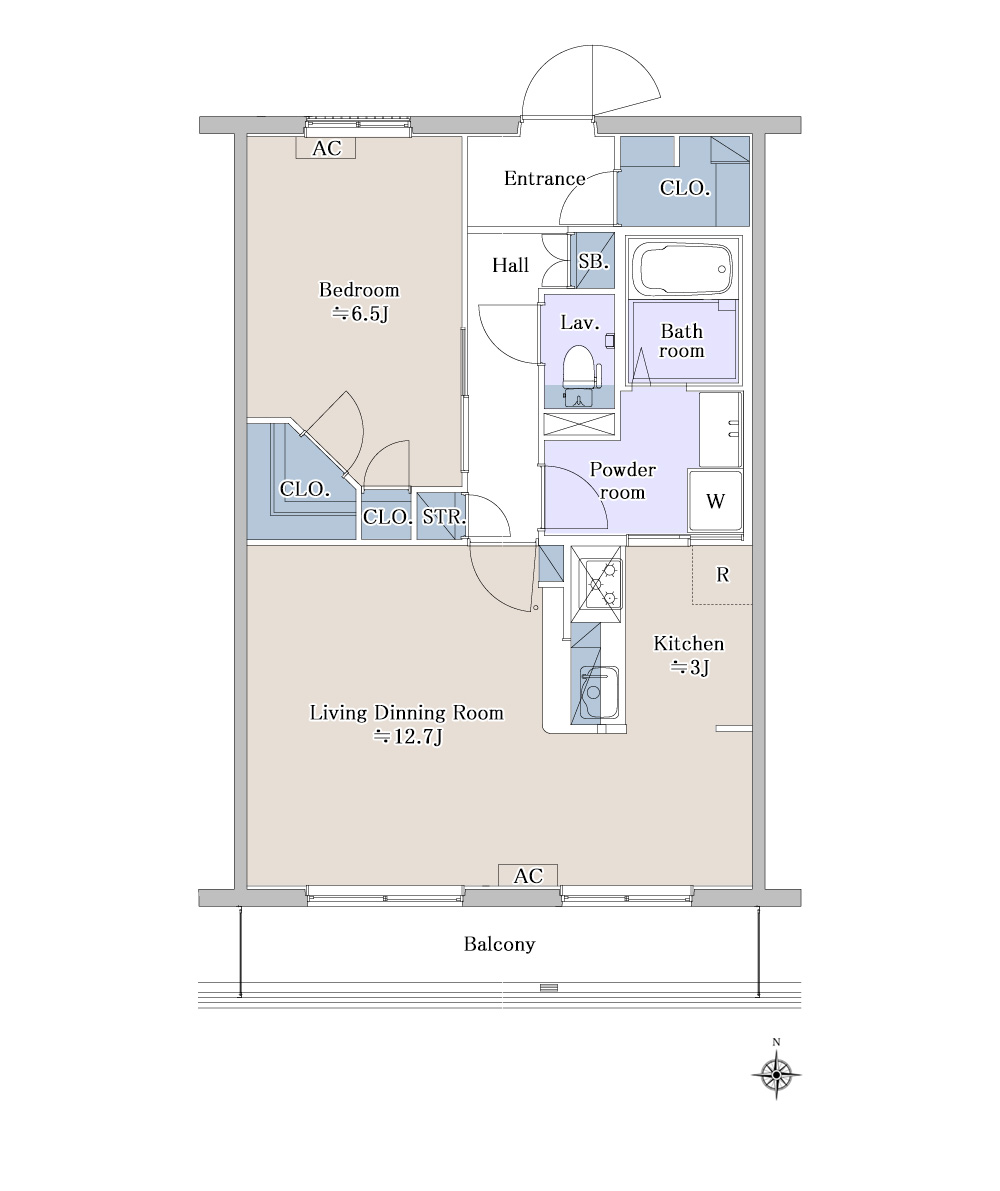 AC
Entrance
CLO.
Hall
SB.
Bedroom
≒6.5J
Lav.
Bath
room
CLO.
CLO.
STR.
Powder
room
W
R
Kitchen
≒3J
Living Dinning Room
≒12.7J
AC
Balcony
N